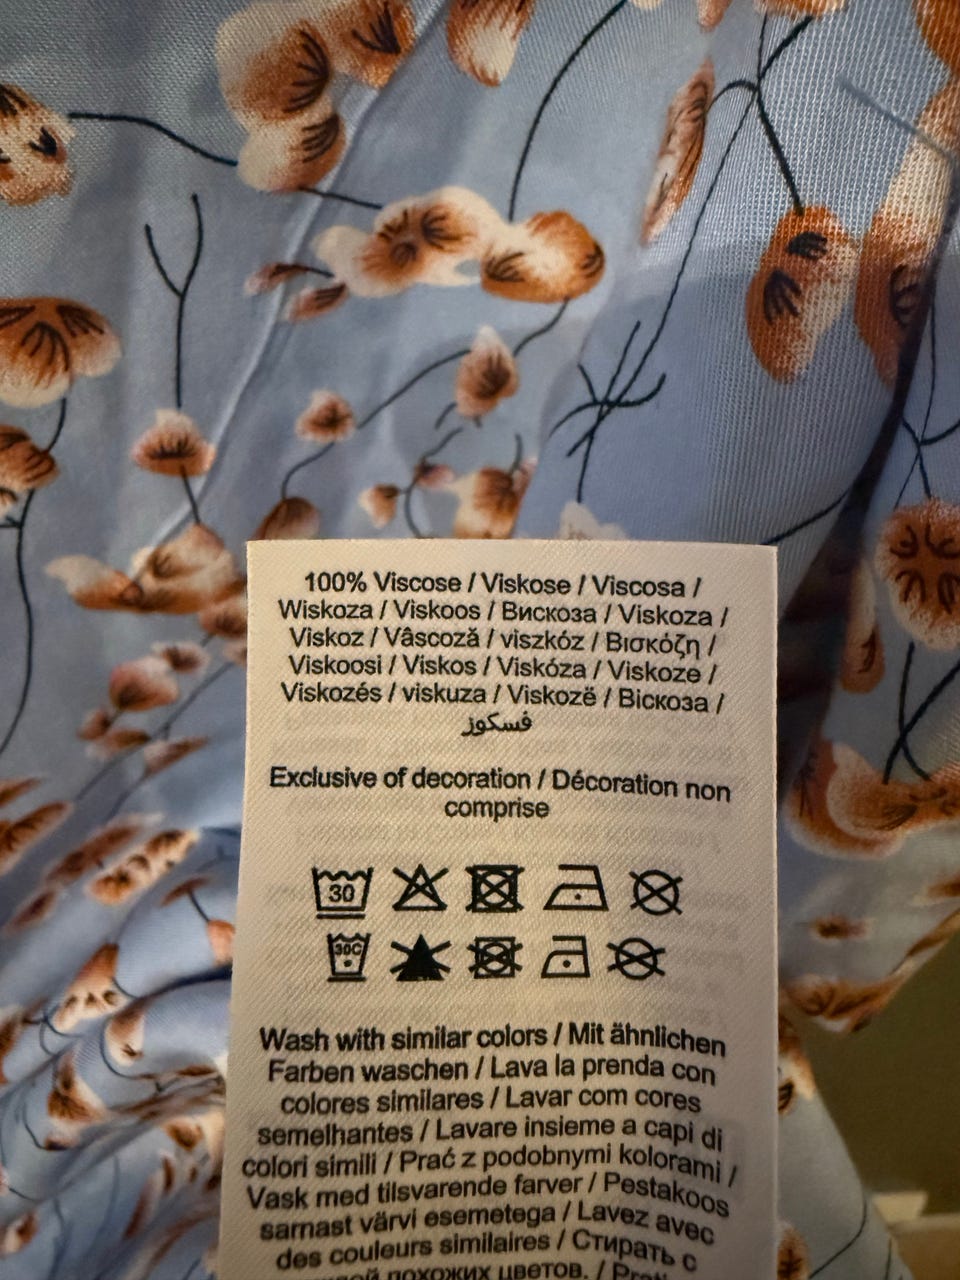 100% Viscose / Viskose / Viscosa /
Wiskoza / Viskoos / Вискоза / Viskoza /
Viskoz / Vâscoză / viszkóz / Βισκόζη /
Viskoosi / Viskos / Viskóza / Viskoze /
Viskozés / viskuza / Viskozë / Віскоза /
فسكوز
Exclusive of decoration / Décoration non
comprise
30
30C
Wash with similar colors / Mit ähnlichen
Farben waschen / Lava la prenda con
colores similares / Lavar com cores
semelhantes / Lavare insieme a capi di
colori simili / Prać z podobnymi kolorami /
Vask med tilsvarende farver / Pestakoos
sarnast värvi esemetega / Lavez avec
des couleurs similaires / Стирать с
похожих цветов. /